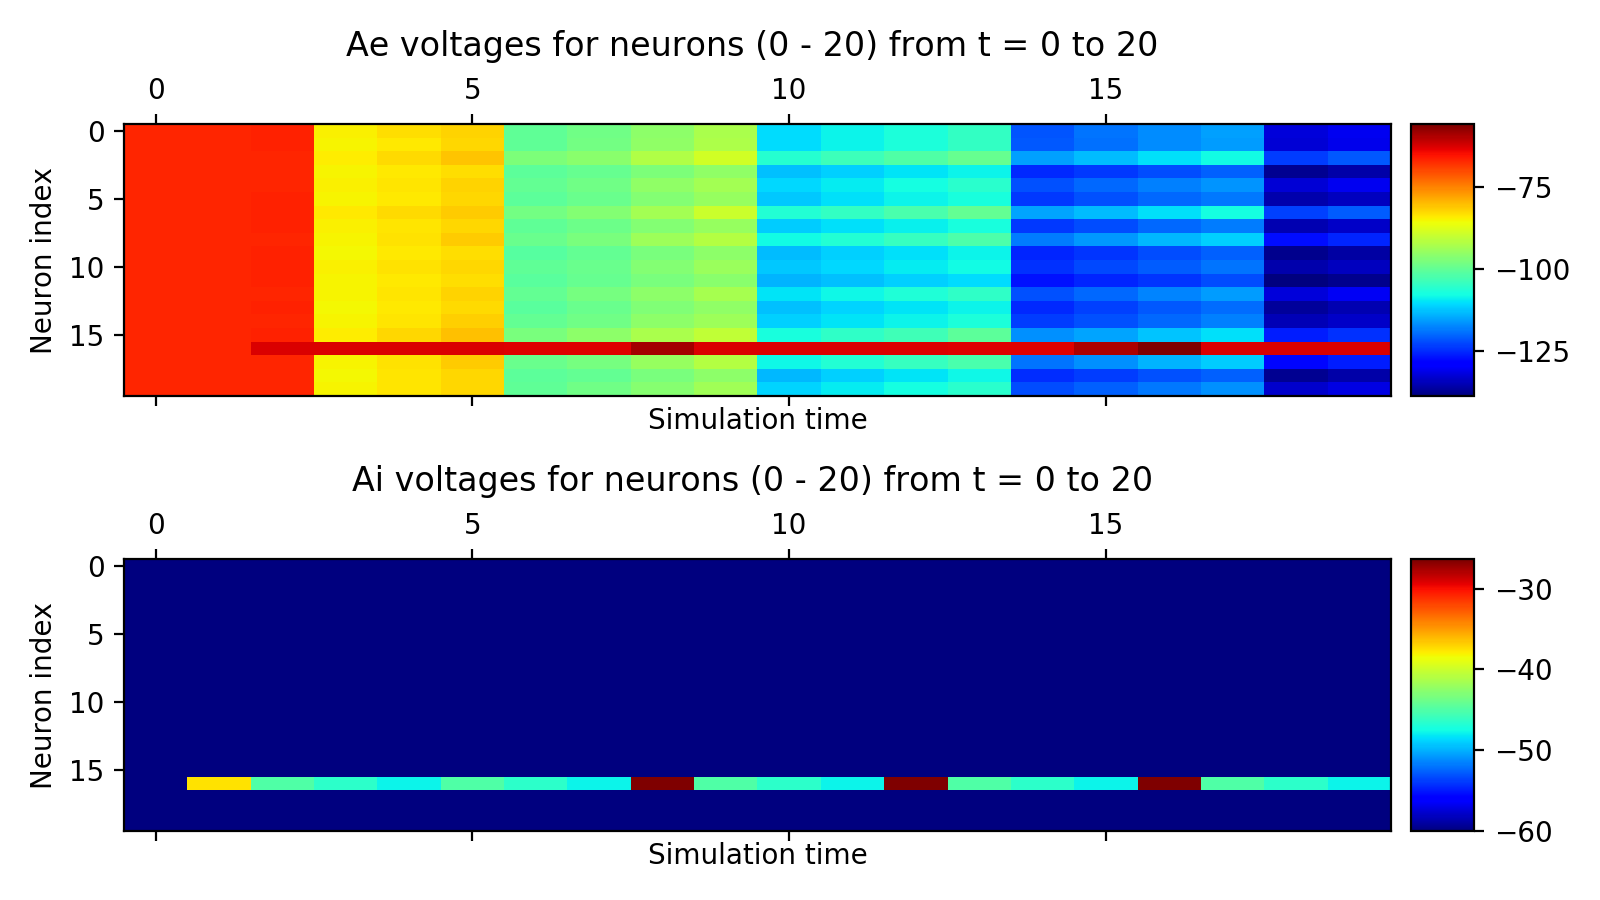 Ae voltages for neurons (0 - 20) from t = 0 to 20
0 5 10 15
Neuron index
0
5
10
15
−75
−100
−125
Simulation time
Ai voltages for neurons (0 - 20) from t = 0 to 20
0 5 10 15
Neuron index
0
5
10
15
−30
−40
−50
−60
Simulation time